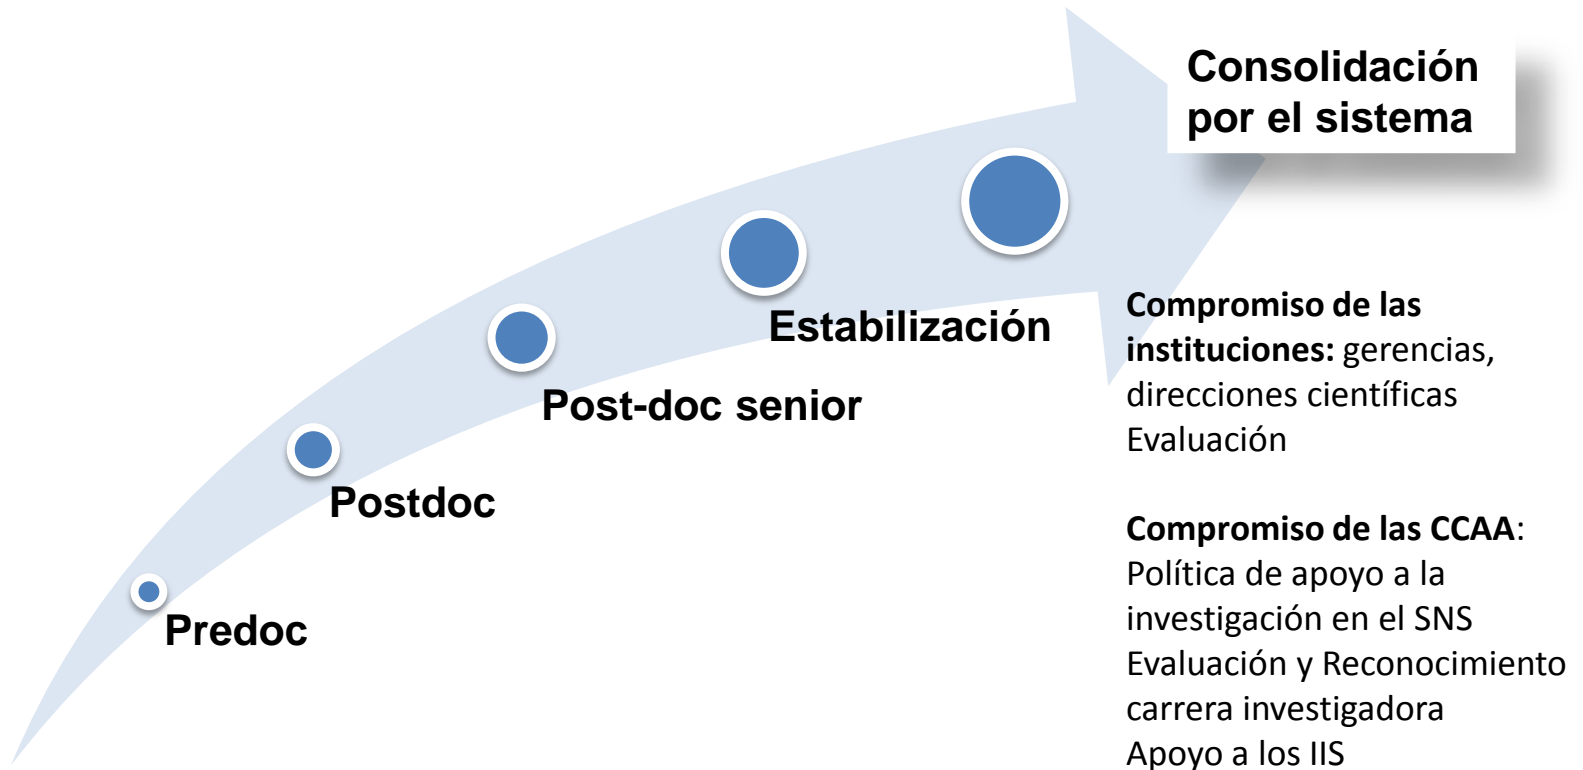 Consolidación
por el sistema
Estabilización
Post-doc senior
Postdoc
Predoc
Compromiso de las
instituciones: gerencias,
direcciones científicas
Evaluación
Compromiso de las CCAA:
Política de apoyo a la
investigación en el SNS
Evaluación y Reconocimiento
carrera investigadora
Apoyo a los IIS